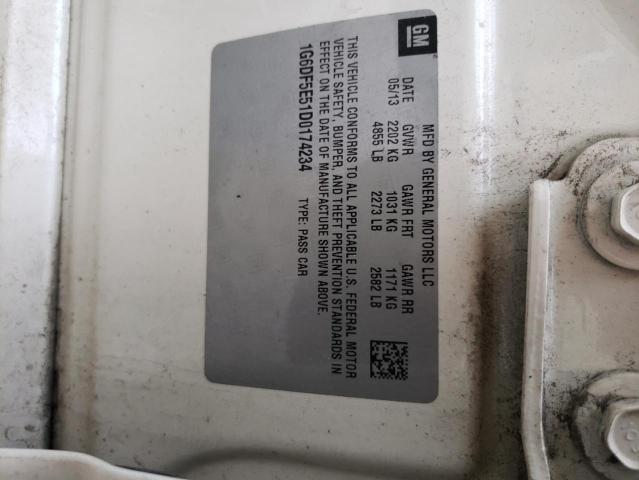 GM
MFD BY GENERAL MOTORS LLC
DATE GVWR GAWR FRT GAWR RR
05/13 2202 KG 1031 KG 1171 KG
4855 LB 2273 LB 2582 LB
THIS VEHICLE CONFORMS TO ALL APPLICABLE U.S. FEDERAL MOTOR
VEHICLE SAFETY, BUMPER, AND THEFT PREVENTION STANDARDS IN
EFFECT ON THE DATE OF MANUFACTURE SHOWN ABOVE.
1G6DF5E51D0174234 TYPE: PASS CAR